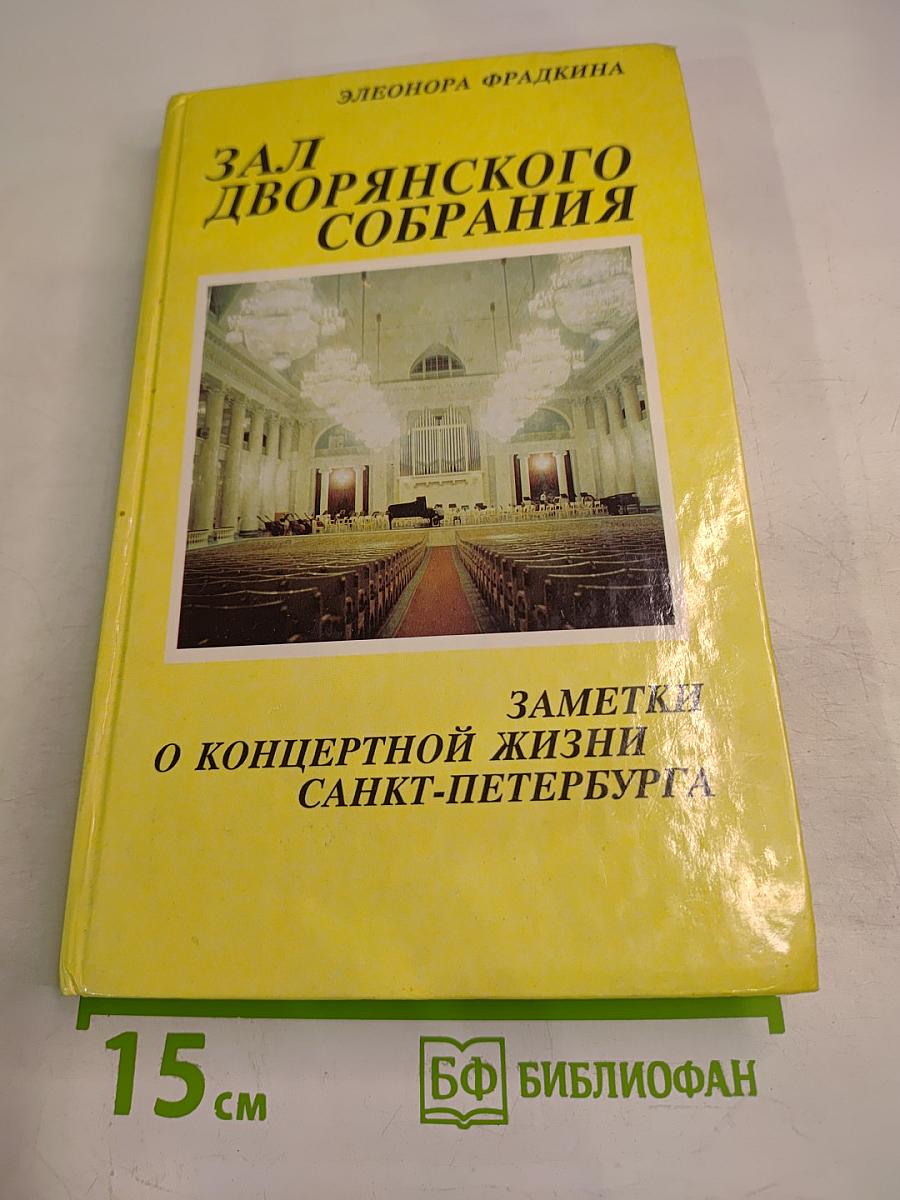 ЭЛЕОНОРА ФРАДКИНА
ЗАЛ
ДВОРЯНСКОГО
СОБРАНИЯ
ЗАМЕТКИ
О КОНЦЕРТНОЙ ЖИЗНИ
САНКТ-ПЕТЕРБУРГА
15 см
БФ БИБЛИОФАН